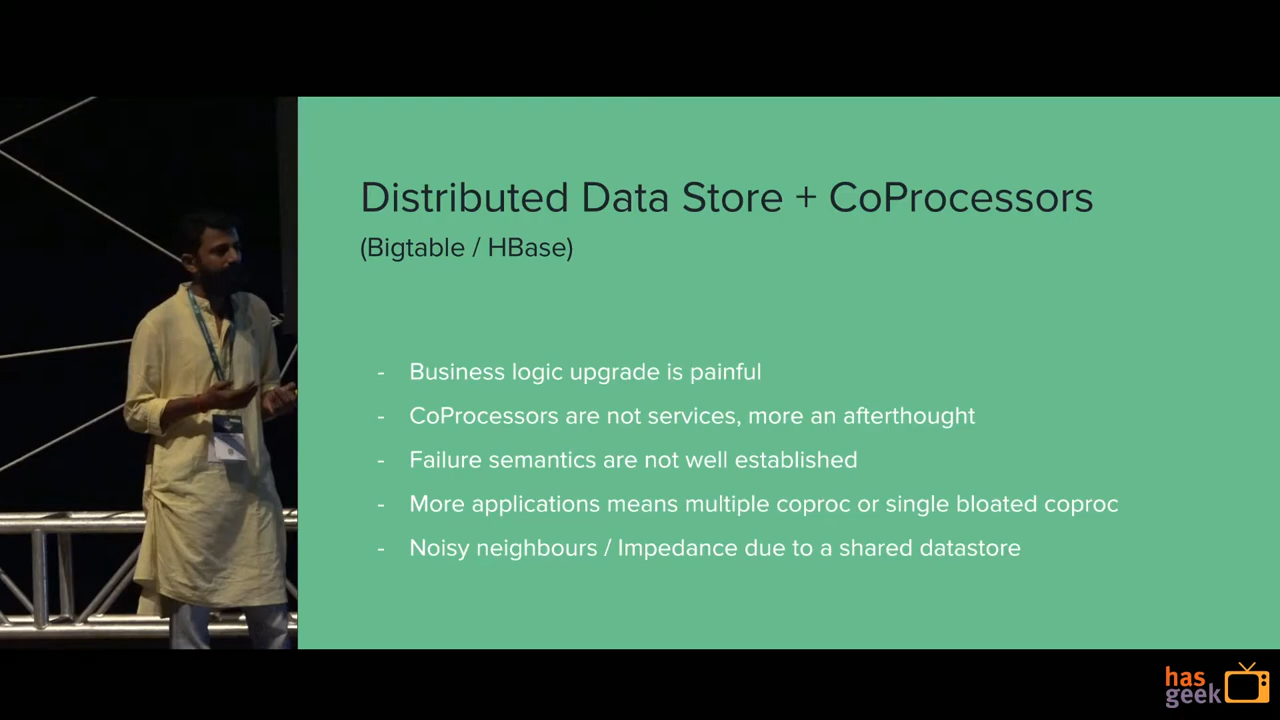 Distributed Data Store + CoProcessors
(Bigtable / HBase)
- Business logic upgrade is painful
- CoProcessors are not services, more an afterthought
- Failure semantics are not well established
- More applications means multiple coproc or single bloated coproc
- Noisy neighbours / Impedance due to a shared datastore
has
geek